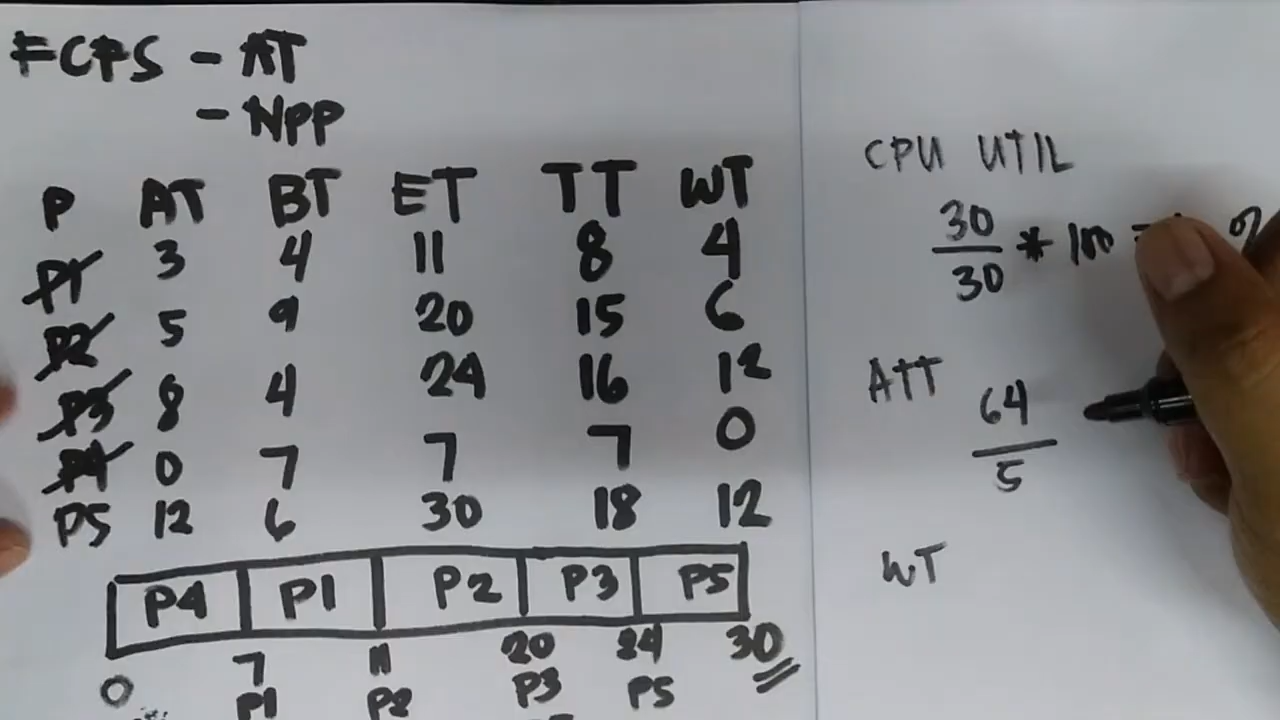 FCFS - AT
- NPP
P AT BT ET TT WT
P1 3 4 11 8 4
P2 5 9 20 15 6
P3 8 4 24 16 12
P4 0 7 7 7 0
P5 12 6 30 18 12
P4 P1 P2 P3 P5
0 7 11 20 24 30
P1 P2 P3 P5
CPU UTIL
30
30 * 100 = %
ATT
64
5
WT